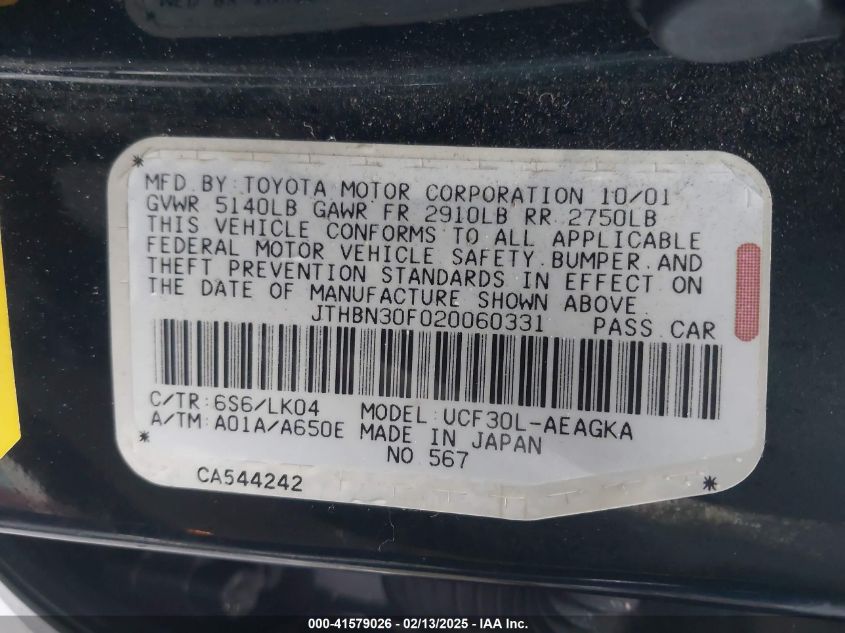 MFD.BY:TOYOTA MOTOR CORPORATION 10/01
GVWR 5140LB GAWR FR 2910LB RR 2750LB
THIS VEHICLE CONFORMS TO ALL APPLICABLE
FEDERAL MOTOR VEHICLE SAFETY.BUMPER.AND
THEFT PREVENTION STANDARDS IN EFFECT ON
THE DATE OF MANUFACTURE SHOWN ABOVE.
JTHBN30F020060331 PASS.CAR
C/TR:6S6/LK04 MODEL:UCF30L-AEAGKA
A/TM:A01A/A650E MADE IN JAPAN
NO 567
CA544242
000-41579026 - 02/13/2025 - IAA Inc.